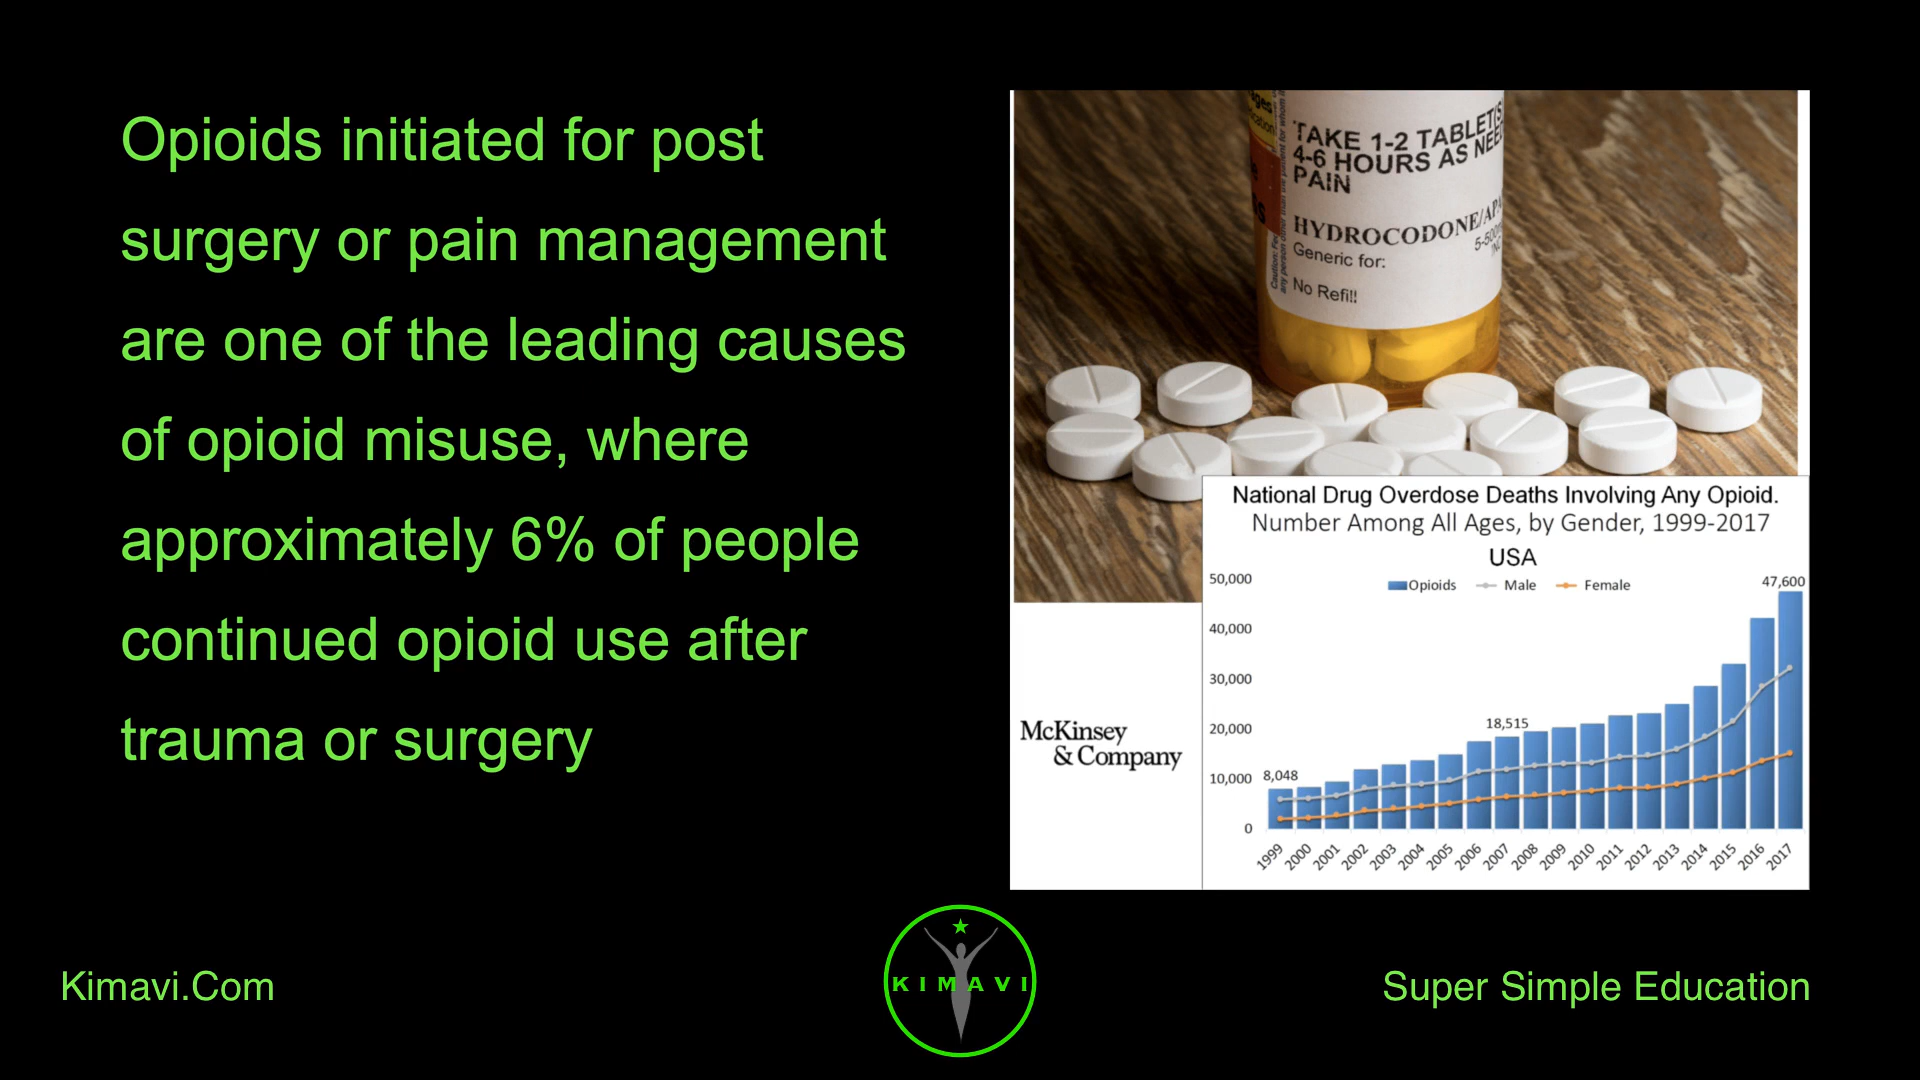 Opioids initiated for post
surgery or pain management
are one of the leading causes
of opioid misuse, where
approximately 6% of people
continued opioid use after
trauma or surgery
TAKE 1-2 TABLET(S
4-6 HOURS AS NEE
PAIN
HYDROCODONE/APA
5-500
Generic for:
No Refi!!
National Drug Overdose Deaths Involving Any Opioid.
Number Among All Ages, by Gender, 1999-2017
USA
Opioids Male Female
50,000
40,000
30,000
20,000
10,000
0
8,048
18,515
47,600
1999 2000 2001 2002 2003 2004 2005 2006 2007 2008 2009 2010 2011 2012 2013 2014 2015 2016 2017
McKinsey
& Company
Kimavi.Com
KIMAVI
Super Simple Education